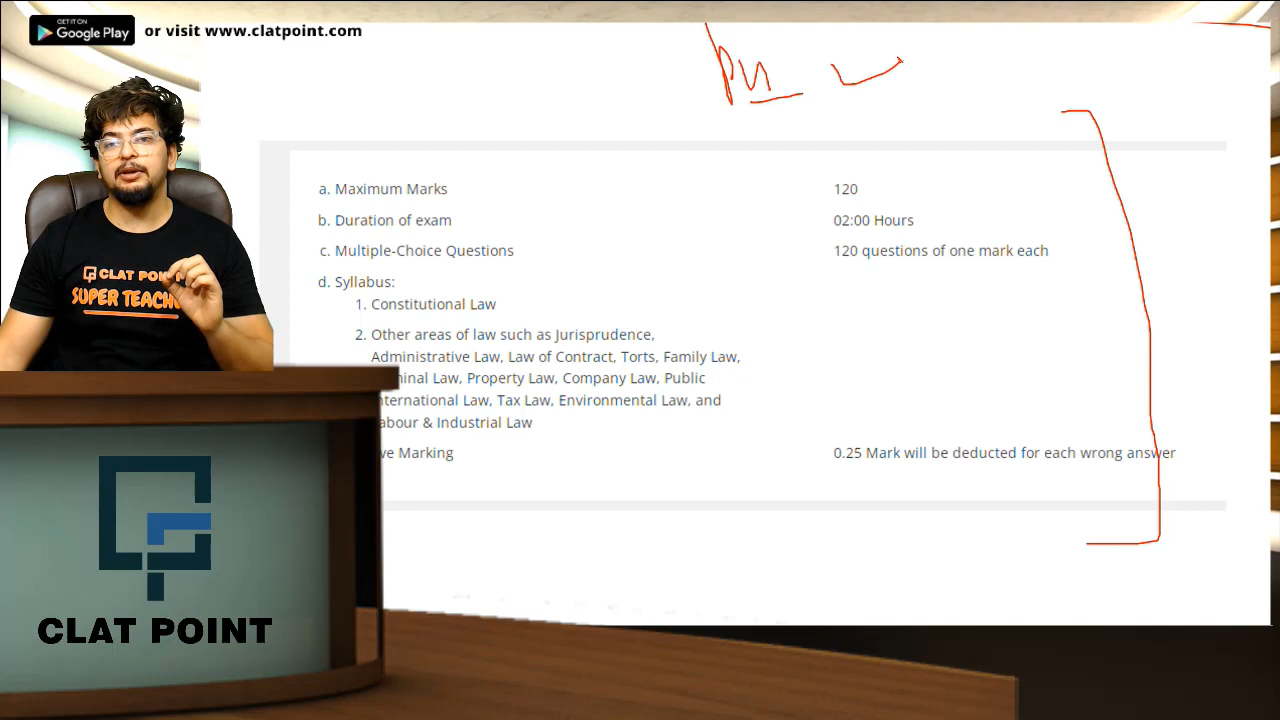 GET IT ON
Google Play
or visit www.clatpoint.com
a. Maximum Marks 120
b. Duration of exam 02:00 Hours
c. Multiple-Choice Questions 120 questions of one mark each
d. Syllabus:
1. Constitutional Law
2. Other areas of law such as Jurisprudence,
Administrative Law, Law of Contract, Torts, Family Law,
minal Law, Property Law, Company Law, Public
nternational Law, Tax Law, Environmental Law, and
abour & Industrial Law
ve Marking 0.25 Mark will be deducted for each wrong answer
CLAT POIN
SUPER TEACH
CLAT POINT